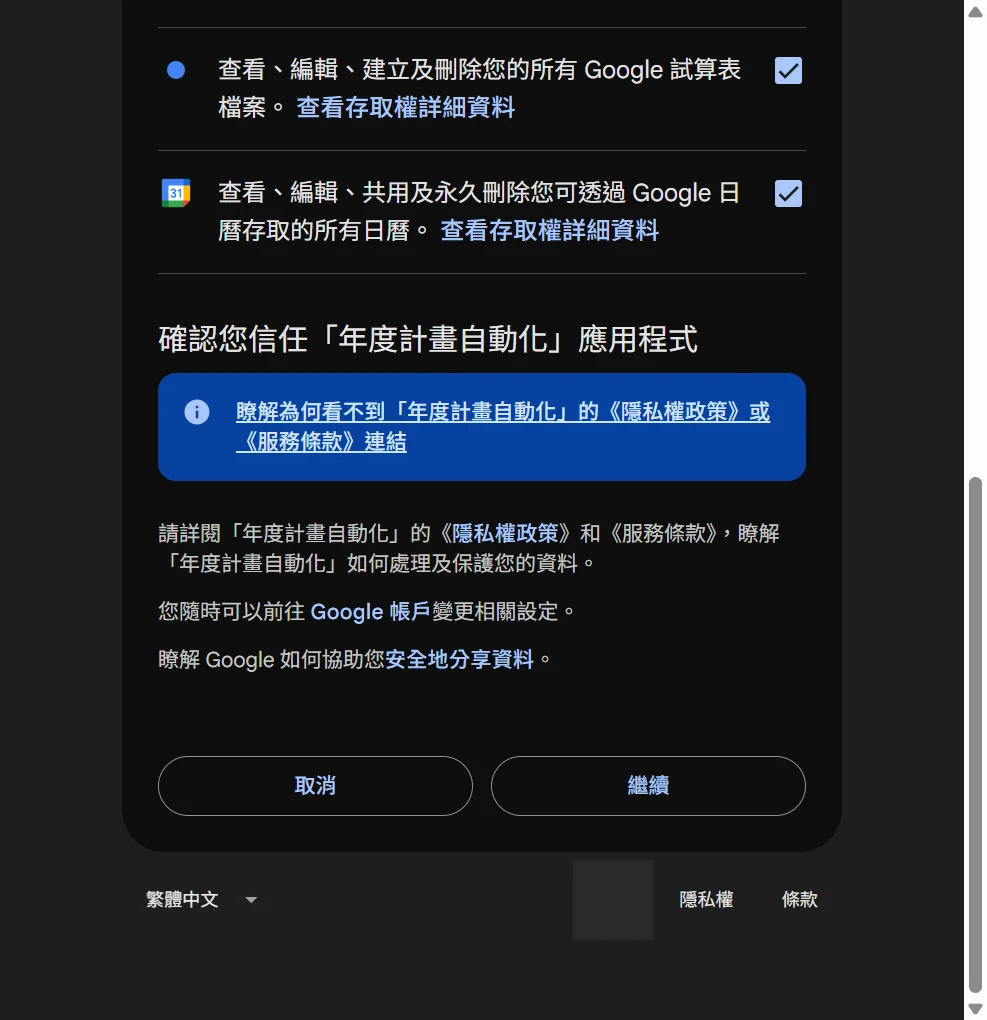 查看、編輯、建立及刪除您的所有 Google 試算表
檔案。 查看存取權詳細資料
31
查看、編輯、共用及永久刪除您可透過 Google 日
曆存取的所有日曆。 查看存取權詳細資料
確認您信任「年度計畫自動化」應用程式
瞭解為何看不到「年度計畫自動化」的《隱私權政策》或
《服務條款》連結
請詳閱「年度計畫自動化」的《隱私權政策》和《服務條款》，瞭解
「年度計畫自動化」如何處理及保護您的資料。
您隨時可以前往 Google 帳戶變更相關設定。
瞭解 Google 如何協助您安全地分享資料。
取消
繼續
繁體中文
隱私權
條款